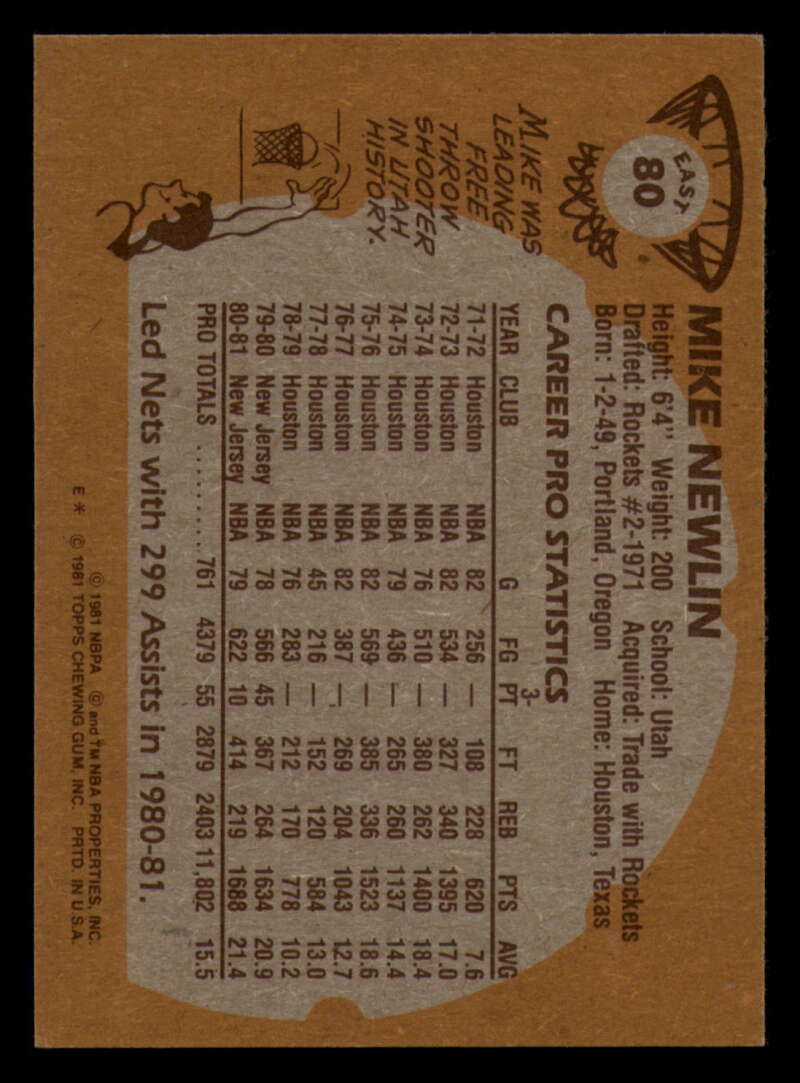 EAST
80
MIKE NEWLIN
Height: 6'4" Weight: 200 School: Utah
Drafted: Rockets #2-1971 Acquired: Trade with Rockets
Born: 1-2-49, Portland, Oregon Home: Houston, Texas
MIKE WAS
LEADING
FREE
THROW
SHOOTER
IN UTAH
HISTORY.
CAREER PRO STATISTICS
3-
YEAR CLUB G FG PT FT REB PTS AVG
71-72 Houston NBA 82 256 — 108 228 620 7.6
72-73 Houston NBA 82 534 — 327 340 1395 17.0
73-74 Houston NBA 76 510 — 380 262 1400 18.4
74-75 Houston NBA 79 436 — 265 260 1137 14.4
75-76 Houston NBA 82 569 — 385 336 1523 18.6
76-77 Houston NBA 82 387 — 269 204 1043 12.7
77-78 Houston NBA 45 216 — 152 120 584 13.0
78-79 Houston NBA 76 283 — 212 170 778 10.2
79-80 New Jersey NBA 78 566 45 367 264 1634 20.9
80-81 New Jersey NBA 79 622 10 414 219 1688 21.4
PRO TOTALS ..........761 4379 55 2879 2403 11,802 15.5
Led Nets with 299 Assists in 1980-81.
© 1981 NBPA © and TM NBA PROPERTIES, INC.
E * © 1981 TOPPS CHEWING GUM, INC. PRTD. IN U.S.A.